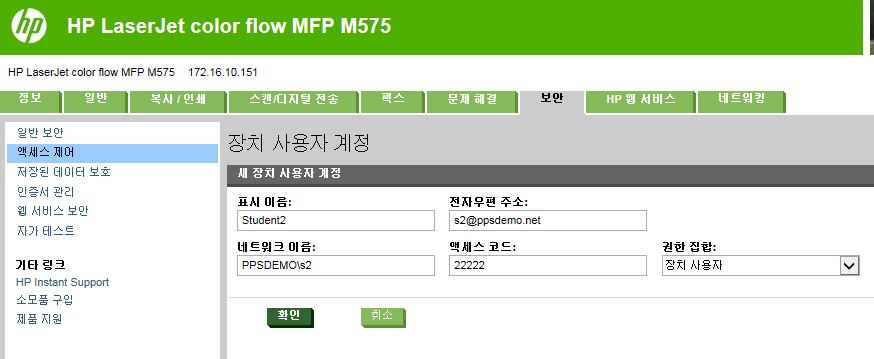 hp HP LaserJet color flow MFP M575
HP LaserJet color flow MFP M575 172.16.10.151
정보 일반 복사 / 인쇄 스캔/디지털 전송 팩스 문제 해결 보안 HP 웹 서비스 네트워킹
일반 보안
액세스 제어
저장된 데이터 보호
인증서 관리
웹 서비스 보안
자가 테스트
기타 링크
HP Instant Support
소모품 구입
제품 지원
장치 사용자 계정
새 장치 사용자 계정
표시 이름: 전자우편 주소:
Student2 s2@ppsdemo.net
네트워크 이름: 액세스 코드: 권한 집합:
PPSDEMO\s2 22222 장치 사용자
확인 취소